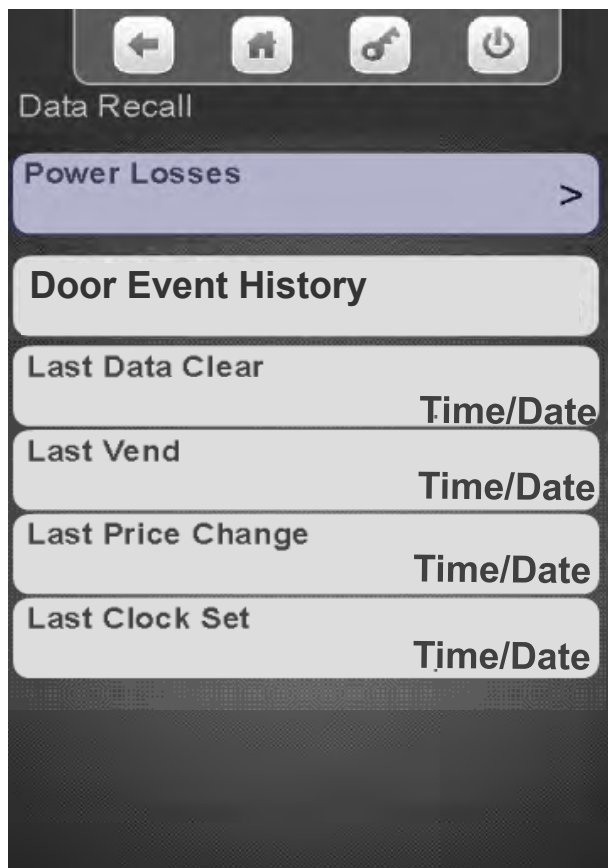 Data Recall
Power Losses
>
Door Event History
Last Data Clear
Time/Date
Last Vend
Time/Date
Last Price Change
Time/Date
Last Clock Set
Time/Date